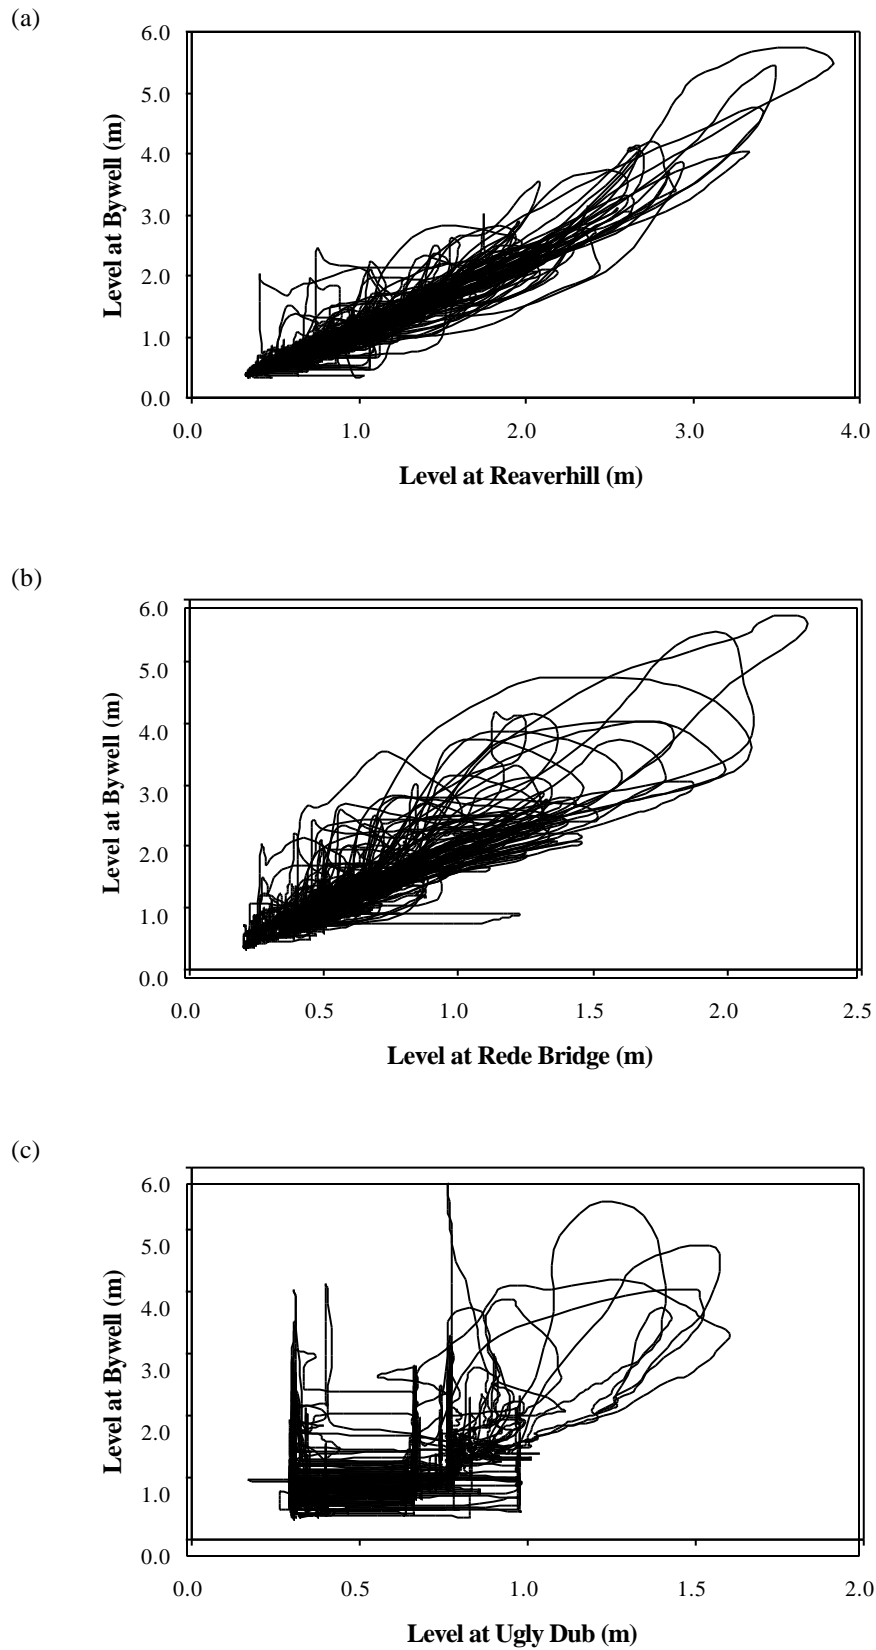 (a)
6.0
5.0
4.0
3.0
2.0
1.0
0.0
Level at Bywell (m)
0.0 1.0 2.0 3.0 4.0
Level at Reaverhill (m)
(b)
6.0
5.0
4.0
3.0
2.0
1.0
0.0
Level at Bywell (m)
0.0 0.5 1.0 1.5 2.0 2.5
Level at Rede Bridge (m)
(c)
6.0
5.0
4.0
3.0
2.0
1.0
0.0
Level at Bywell (m)
0.0 0.5 1.0 1.5 2.0
Level at Ugly Dub (m)